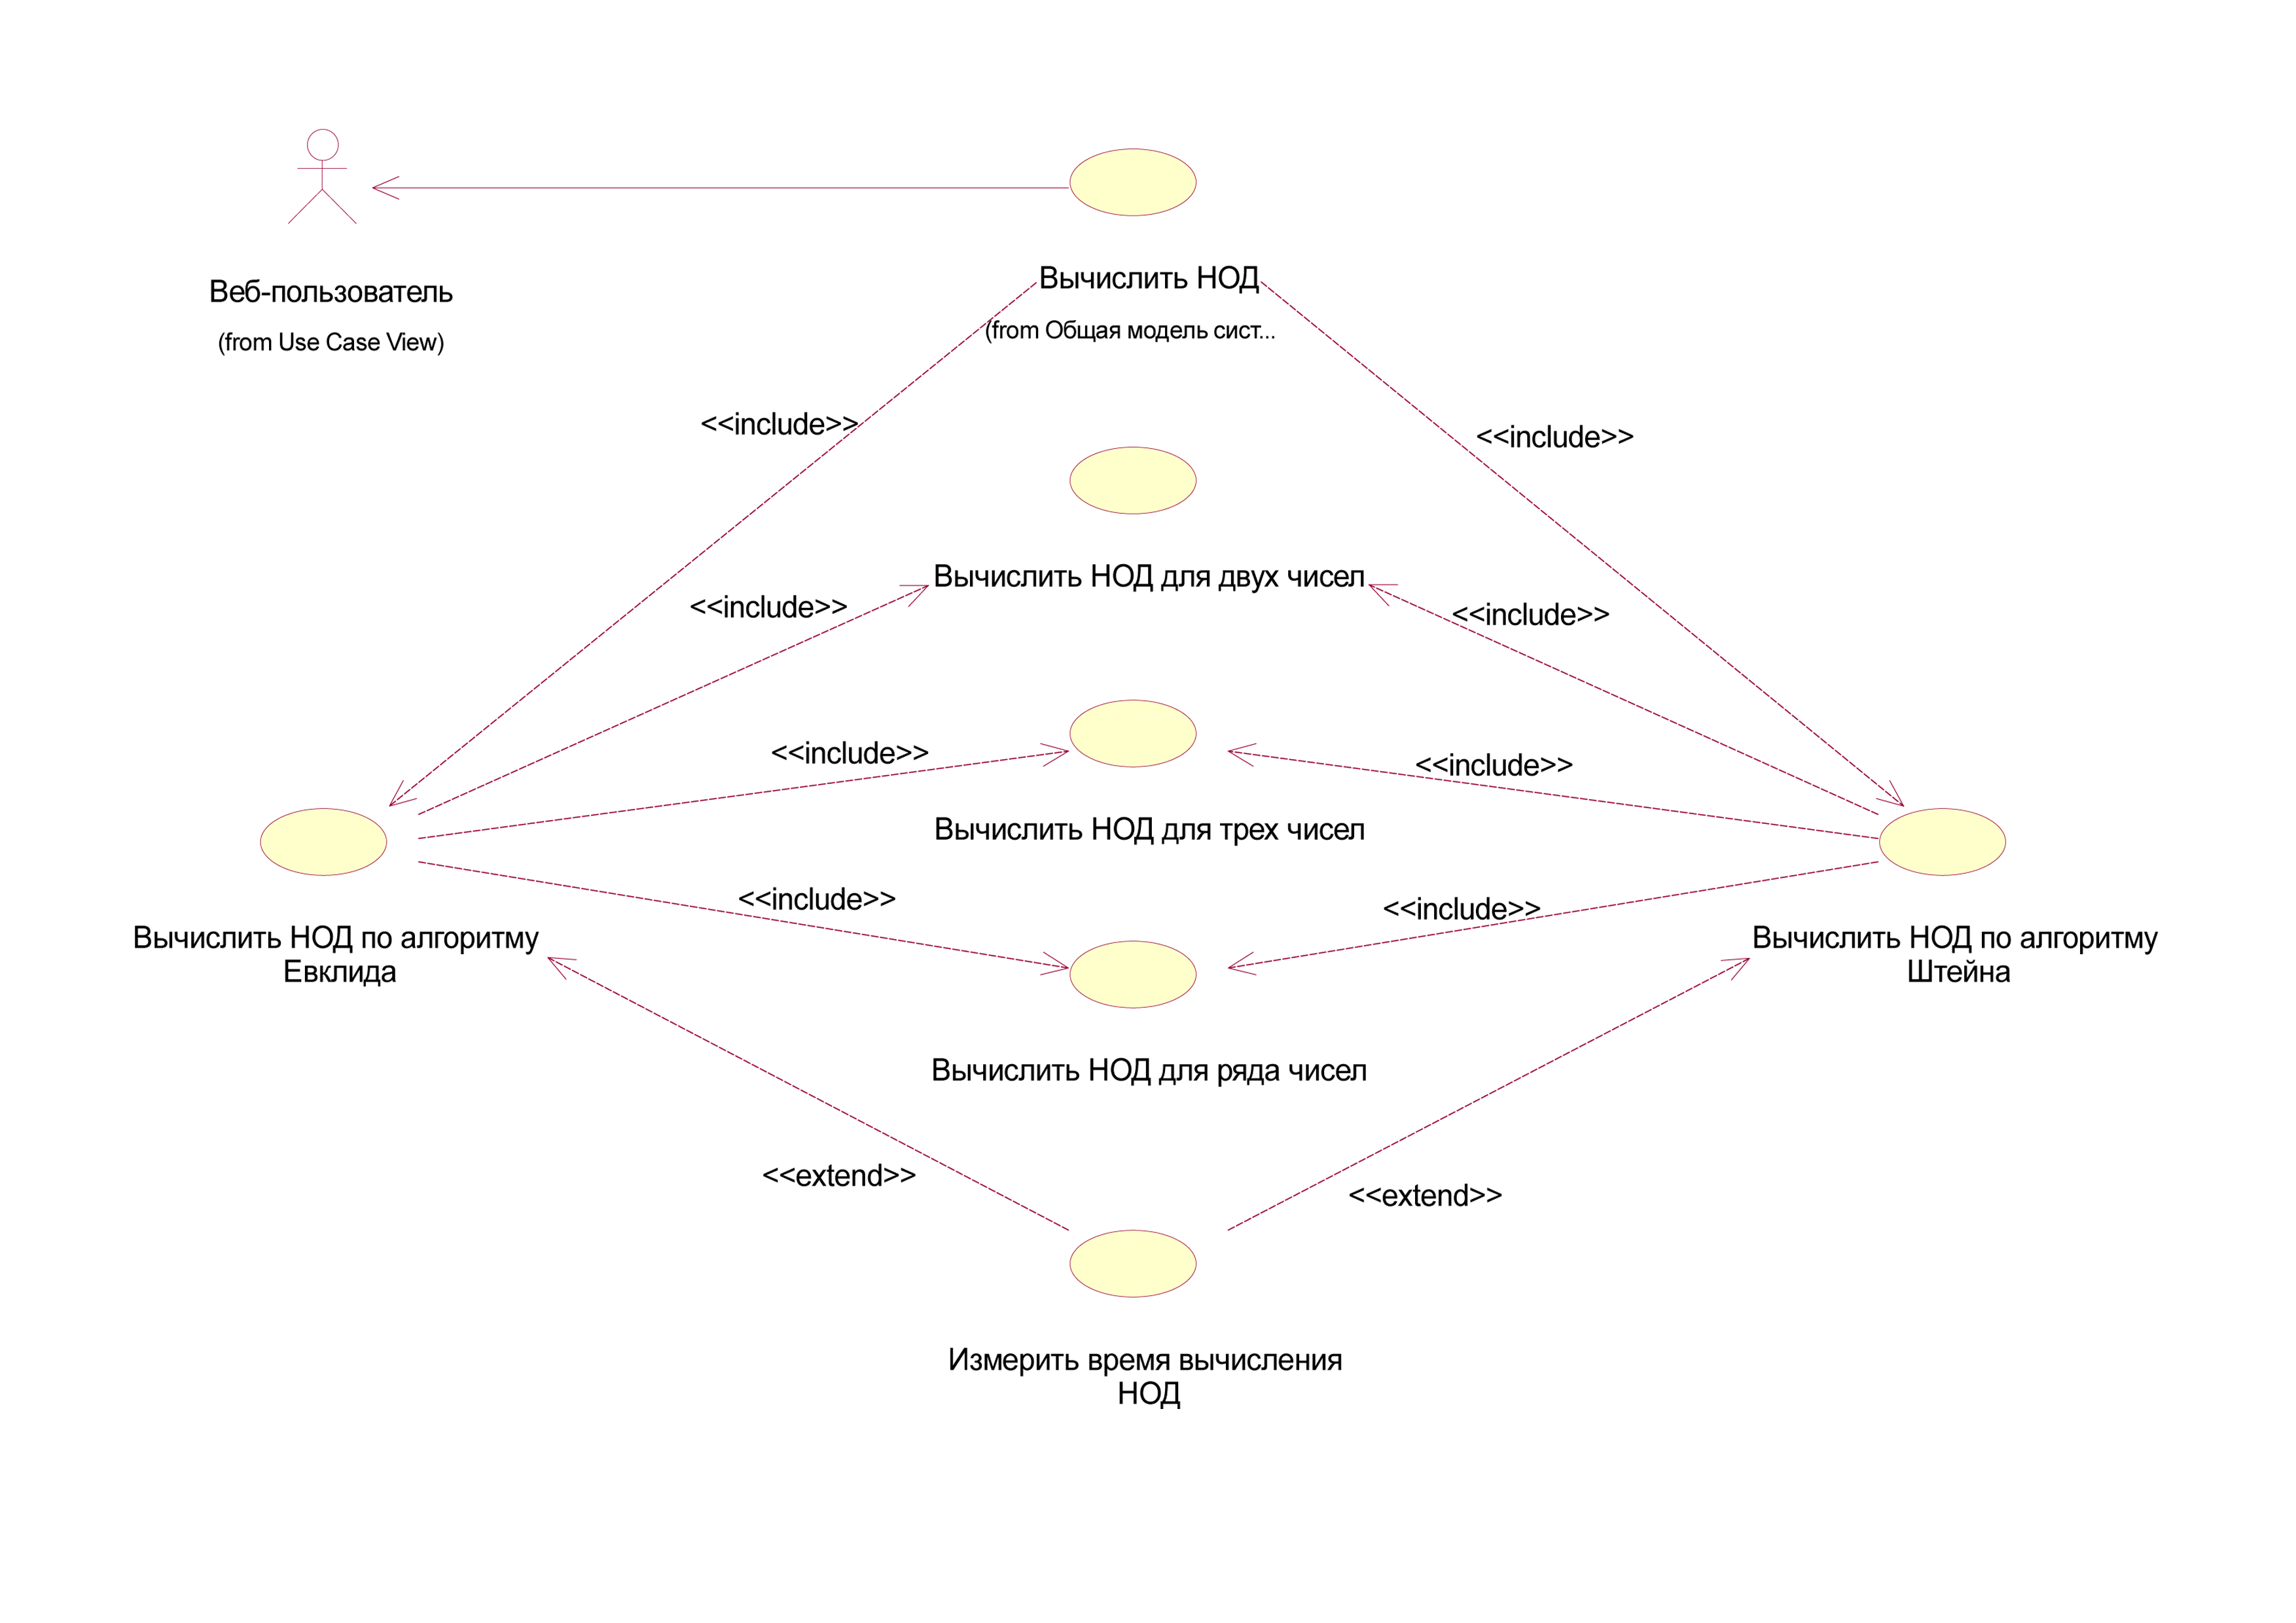 Веб-пользователь
(from Use Case View)
Вычислить НОД
(from Общая модель сист...
<<include>>
<<include>>
Вычислить НОД для двух чисел
<<include>>
<<include>>
<<include>>
<<include>>
Вычислить НОД для трех чисел
<<include>>
<<include>>
Вычислить НОД по алгоритму
Евклида
Вычислить НОД по алгоритму
Штейна
Вычислить НОД для ряда чисел
<<extend>>
<<extend>>
Измерить время вычисления
НОД